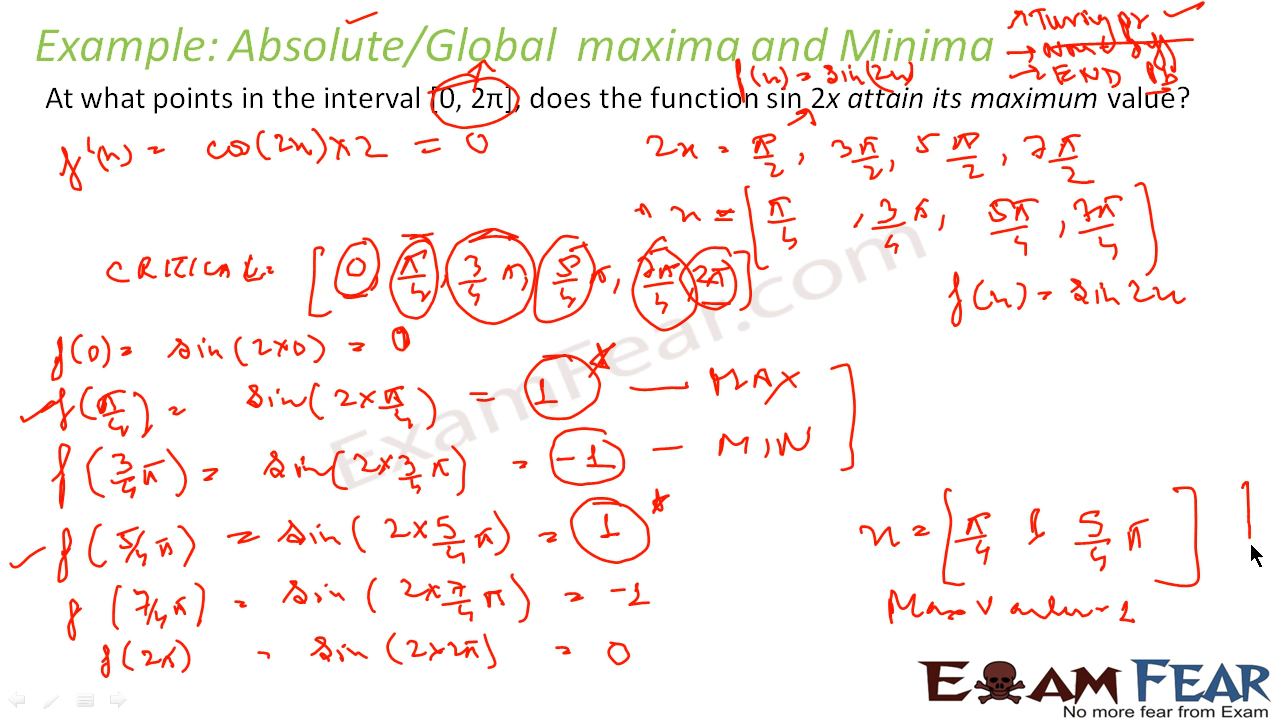 Example: Absolute/Global maxima and Minima
→ Turing pt
→ END Pts
f(x) = sin(2x)
At what points in the interval [0, 2π], does the function sin 2x attain its maximum value?
f'(x) = cos(2x)×2 = 0
2x = π/2, 3π/2, 5π/2, 7π/2
x = [π/4, 3/4 π, 5π/4, 7π/4]
CRITICAL = [0, π/4, 3/4 π, 5/4 π, 7π/4, 2π]
f(x) = sin 2x
f(0) = sin(2×0) = 0
f(π/4) = sin(2×π/4) = 1 — MAX
f(3/4 π) = sin(2×3/4 π) = -1 — MIN
f(5/4 π) = sin(2×5/4 π) = 1
x = [π/4 & 5/4 π]
f(7/4 π) = sin(2×7/4 π) = -1
Max Value = 1
f(2π) = sin(2×2π) = 0
ExamFear.com
EXAM FEAR
No more fear from Exam